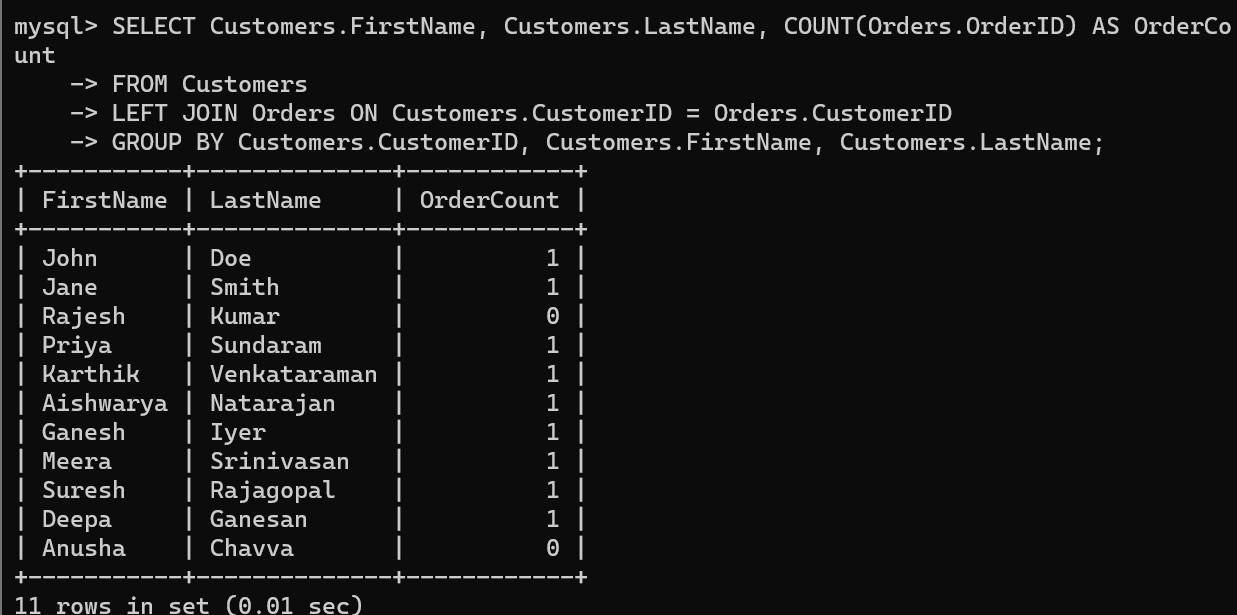 mysql> SELECT Customers.FirstName, Customers.LastName, COUNT(Orders.OrderID) AS OrderCo
unt
    -> FROM Customers
    -> LEFT JOIN Orders ON Customers.CustomerID = Orders.CustomerID
    -> GROUP BY Customers.CustomerID, Customers.FirstName, Customers.LastName;
+-----------+--------------+------------+
| FirstName | LastName     | OrderCount |
+-----------+--------------+------------+
| John      | Doe          |          1 |
| Jane      | Smith        |          1 |
| Rajesh    | Kumar        |          0 |
| Priya     | Sundaram     |          1 |
| Karthik   | Venkataraman |          1 |
| Aishwarya | Natarajan    |          1 |
| Ganesh    | Iyer         |          1 |
| Meera     | Srinivasan   |          1 |
| Suresh    | Rajagopal    |          1 |
| Deepa     | Ganesan      |          1 |
| Anusha    | Chavva       |          0 |
+-----------+--------------+------------+
11 rows in set (0.01 sec)